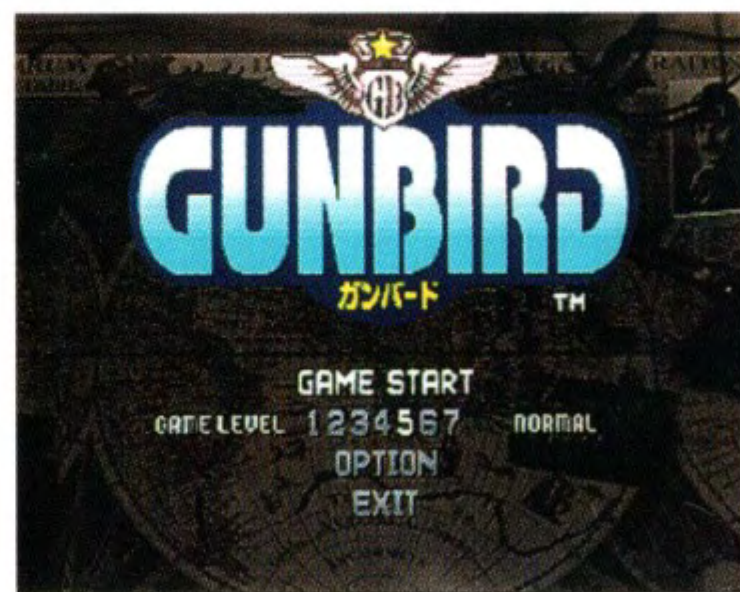 GB
GUNBIRD
ガンバード
TM
GAME START
GAME LEVEL 1234567 NORMAL
OPTION
EXIT